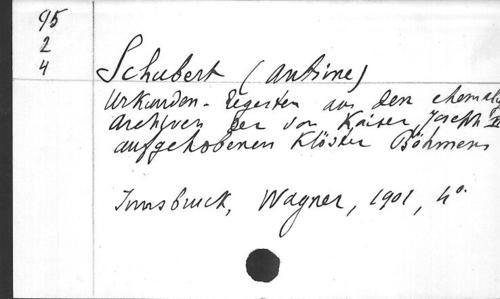 95
2
4
Schubert (Antoine)
Urkunden-Regesten aus den ehemalig
Archiven der von Kaiser Joseph II
aufgehobenen Klöster Böhmens
Innsbruck, Wagner, 1901, 4o.